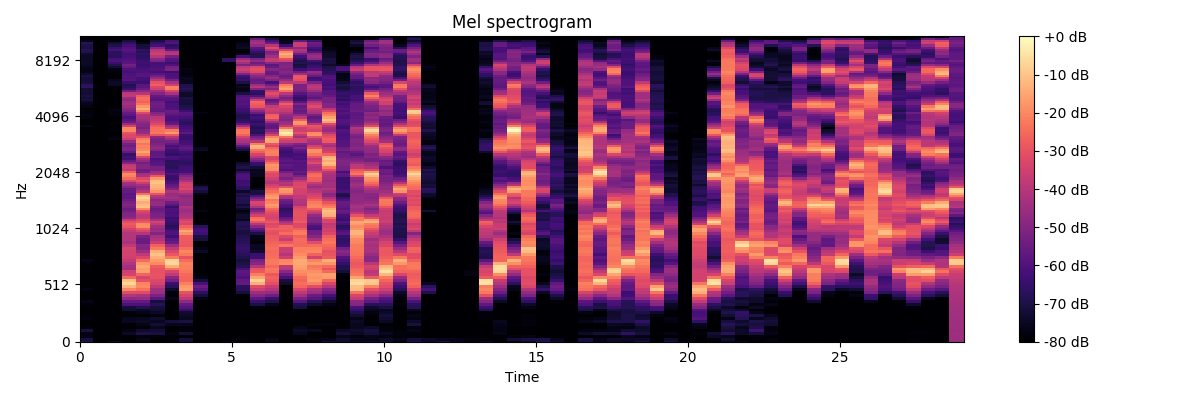 Mel spectrogram
8192
4096
2048
1024
512
0
Hz
0 5 10 15 20 25
Time
+0 dB
-10 dB
-20 dB
-30 dB
-40 dB
-50 dB
-60 dB
-70 dB
-80 dB